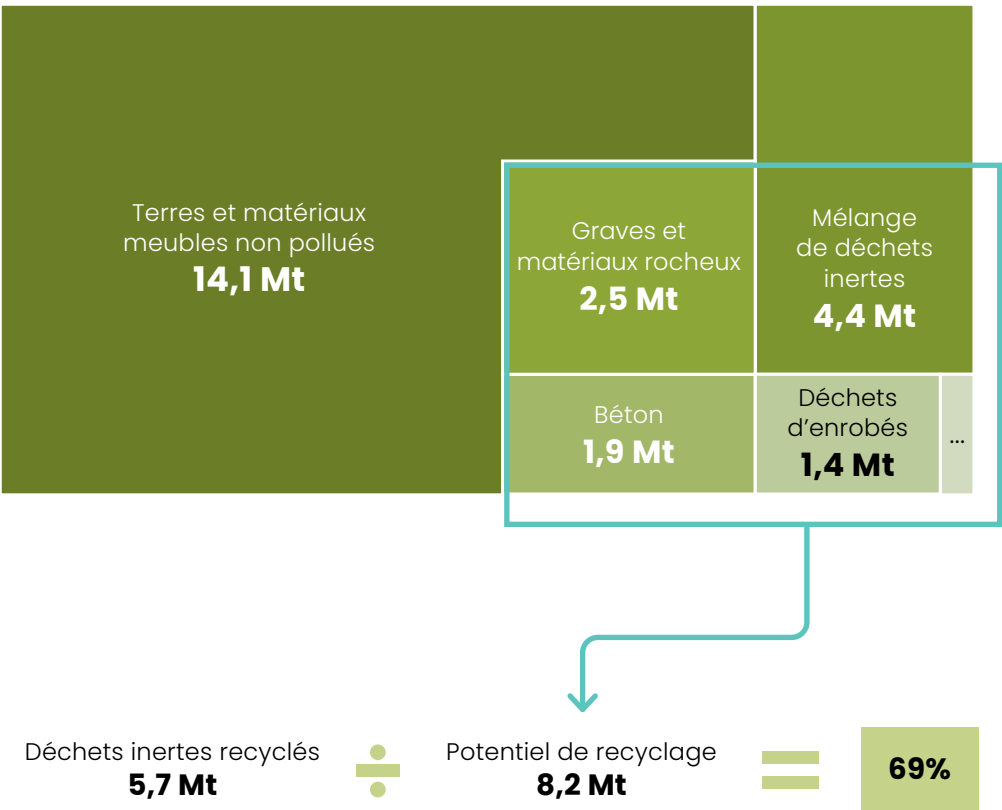 Terres et matériaux
meubles non pollués
14,1 Mt
Graves et
matériaux rocheux
2,5 Mt
Mélange
de déchets
inertes
4,4 Mt
Béton
1,9 Mt
Déchets
d’enrobés
1,4 Mt
...
Déchets inertes recyclés
5,7 Mt
÷
Potentiel de recyclage
8,2 Mt
=
69%